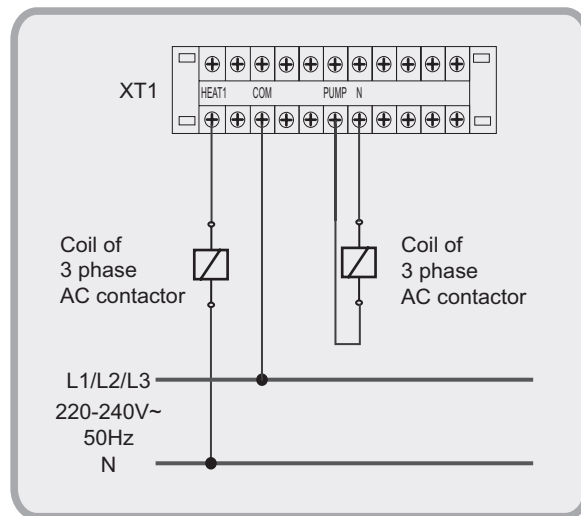 XT1
HEAT1 COM PUMP N
Coil of
3 phase
AC contactor
Coil of
3 phase
AC contactor
L1/L2/L3
220-240V~
50Hz
N